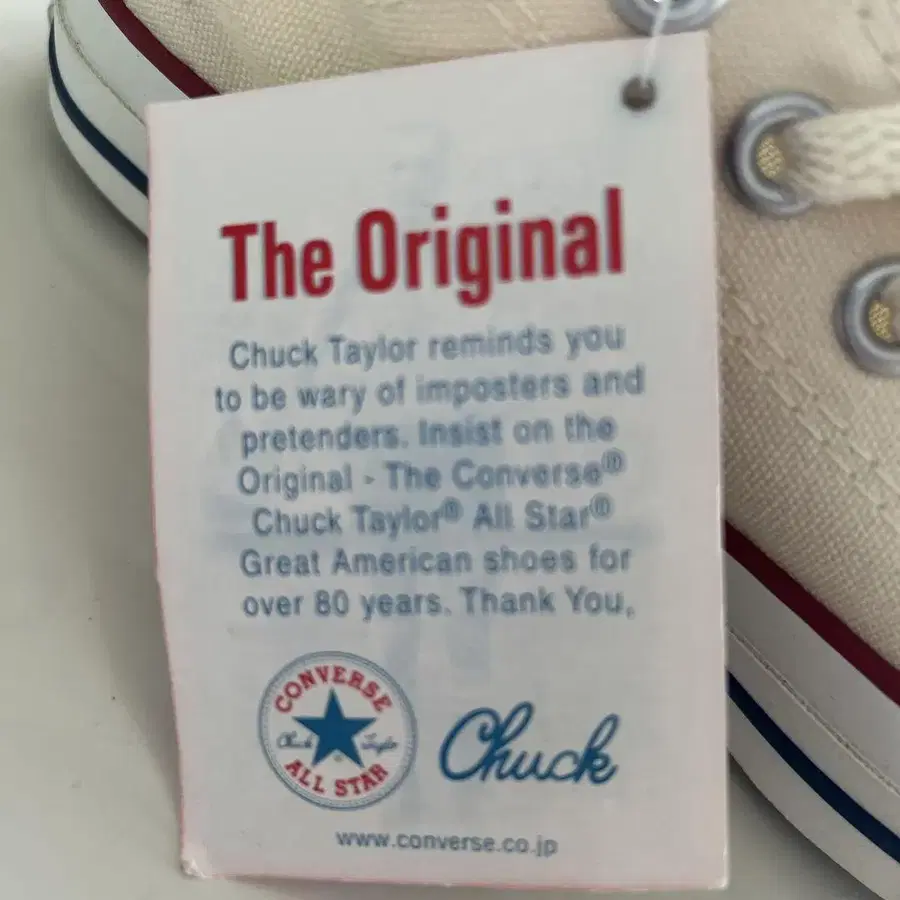 The Original
Chuck Taylor reminds you
to be wary of imposters and
pretenders. Insist on the
Original - The Converse®
Chuck Taylor® All Star®
Great American shoes for
over 80 years. Thank You,
CONVERSE
Chuck Taylor
ALL STAR
Chuck
www.converse.co.jp